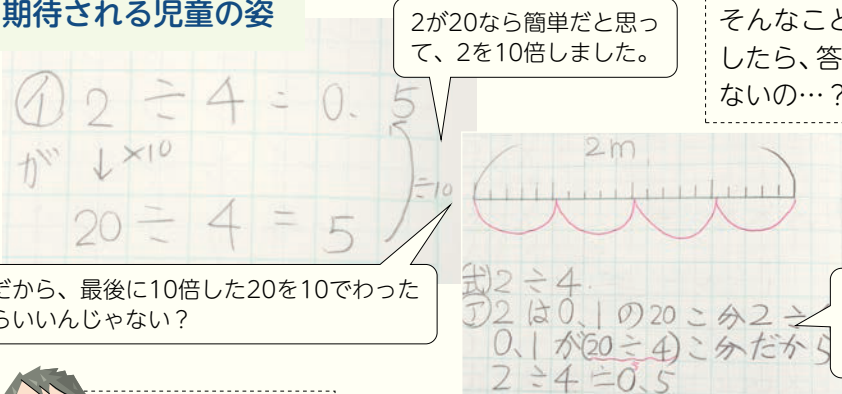 期待される児童の姿
2が20なら簡単だと思っ
て、2を10倍しました。
そんなこと
したら、答
ないの…？
㋑ 2 ÷ 4 = 0.5
が ↓×10
÷10
20 ÷ 4 = 5
だから、最後に10倍した20を10でわった
らいいんじゃない？
2m
式)2÷4.
2は0.1の20こ分2÷
0.1が(20÷4)こ分だから
5
2÷4=0.5